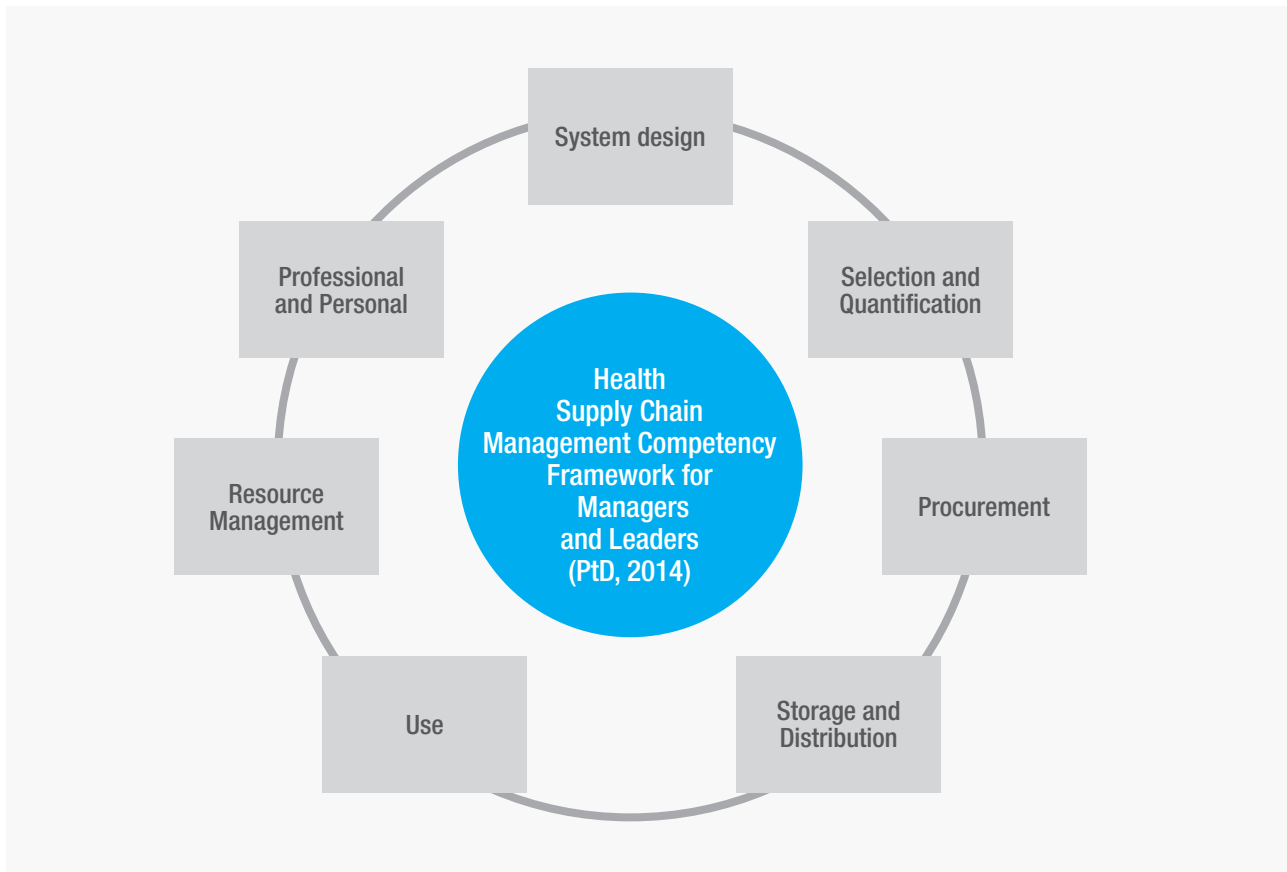 System design
Professional
and Personal
Selection and
Quantification
Health
Supply Chain
Management Competency
Framework for
Managers
and Leaders
(PtD, 2014)
Resource
Management
Procurement
Use
Storage and
Distribution